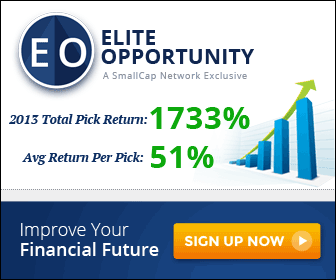 EO
ELITE
OPPORTUNITY
A SmallCap Network Exclusive
2013 Total Pick Return: 1733%
Avg Return Per Pick: 51%
Improve Your
Financial Future
SIGN UP NOW